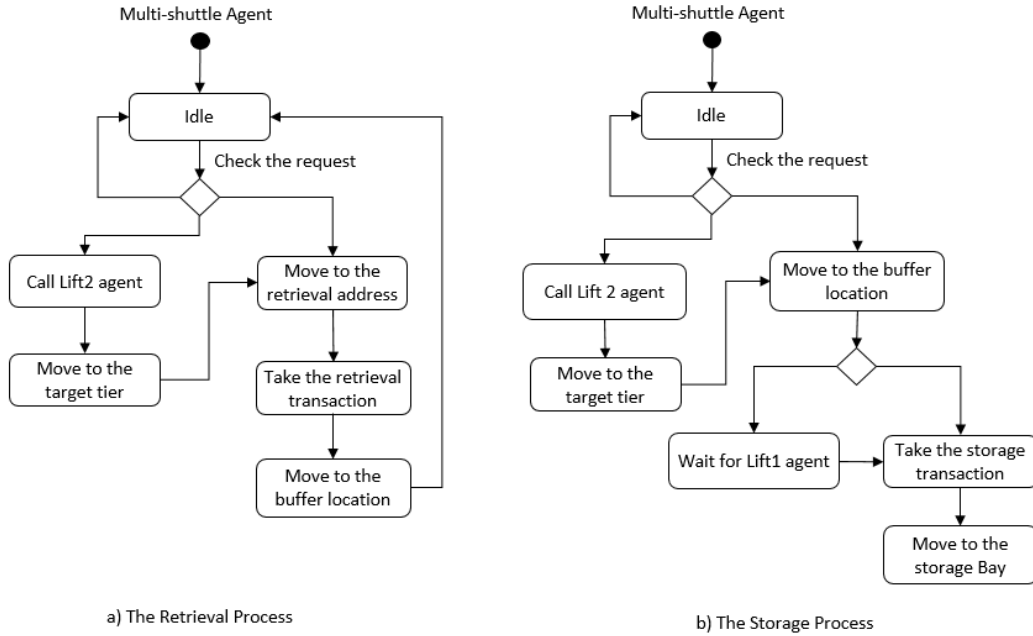 Multi-shuttle Agent
Idle
Check the request
Call Lift2 agent
Move to the
retrieval address
Move to the
target tier
Take the retrieval
transaction
Move to the
buffer location
a) The Retrieval Process
Multi-shuttle Agent
Idle
Check the request
Call Lift 2 agent
Move to the buffer
location
Move to the
target tier
Wait for Lift1 agent
Take the storage
transaction
Move to the
storage Bay
b) The Storage Process